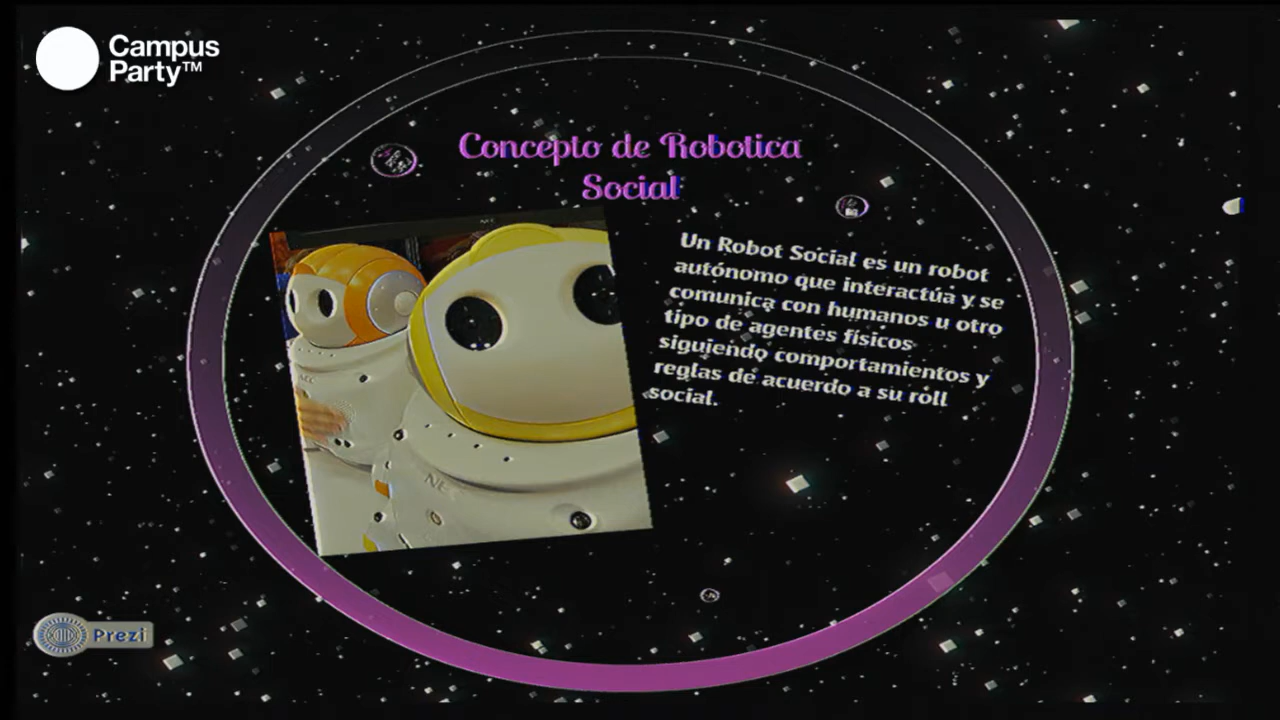 Campus
Party™
Concepto de Robotica
Social
Un Robot Social es un robot
autónomo que interactúa y se
comunica con humanos u otro
tipo de agentes físicos
siguiendo comportamientos y
reglas de acuerdo a su roll
social.
NEC
Prezi